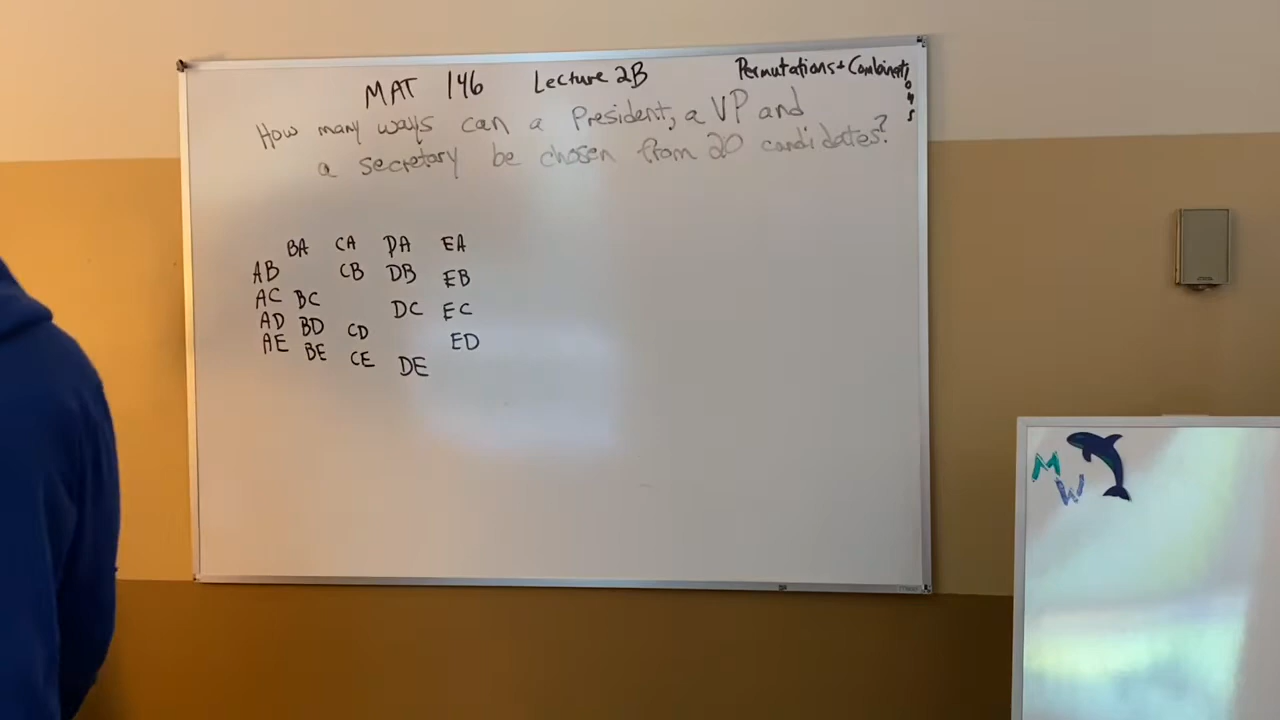 MAT 146 Lecture 2B Permutations + Combinations
How many ways can a President, a VP and
a secretary be chosen from 20 candidates?
BA CA DA EA
AB CB DB EB
AC BC DC EC
AD BD CD ED
AE BE CE DE
M
W